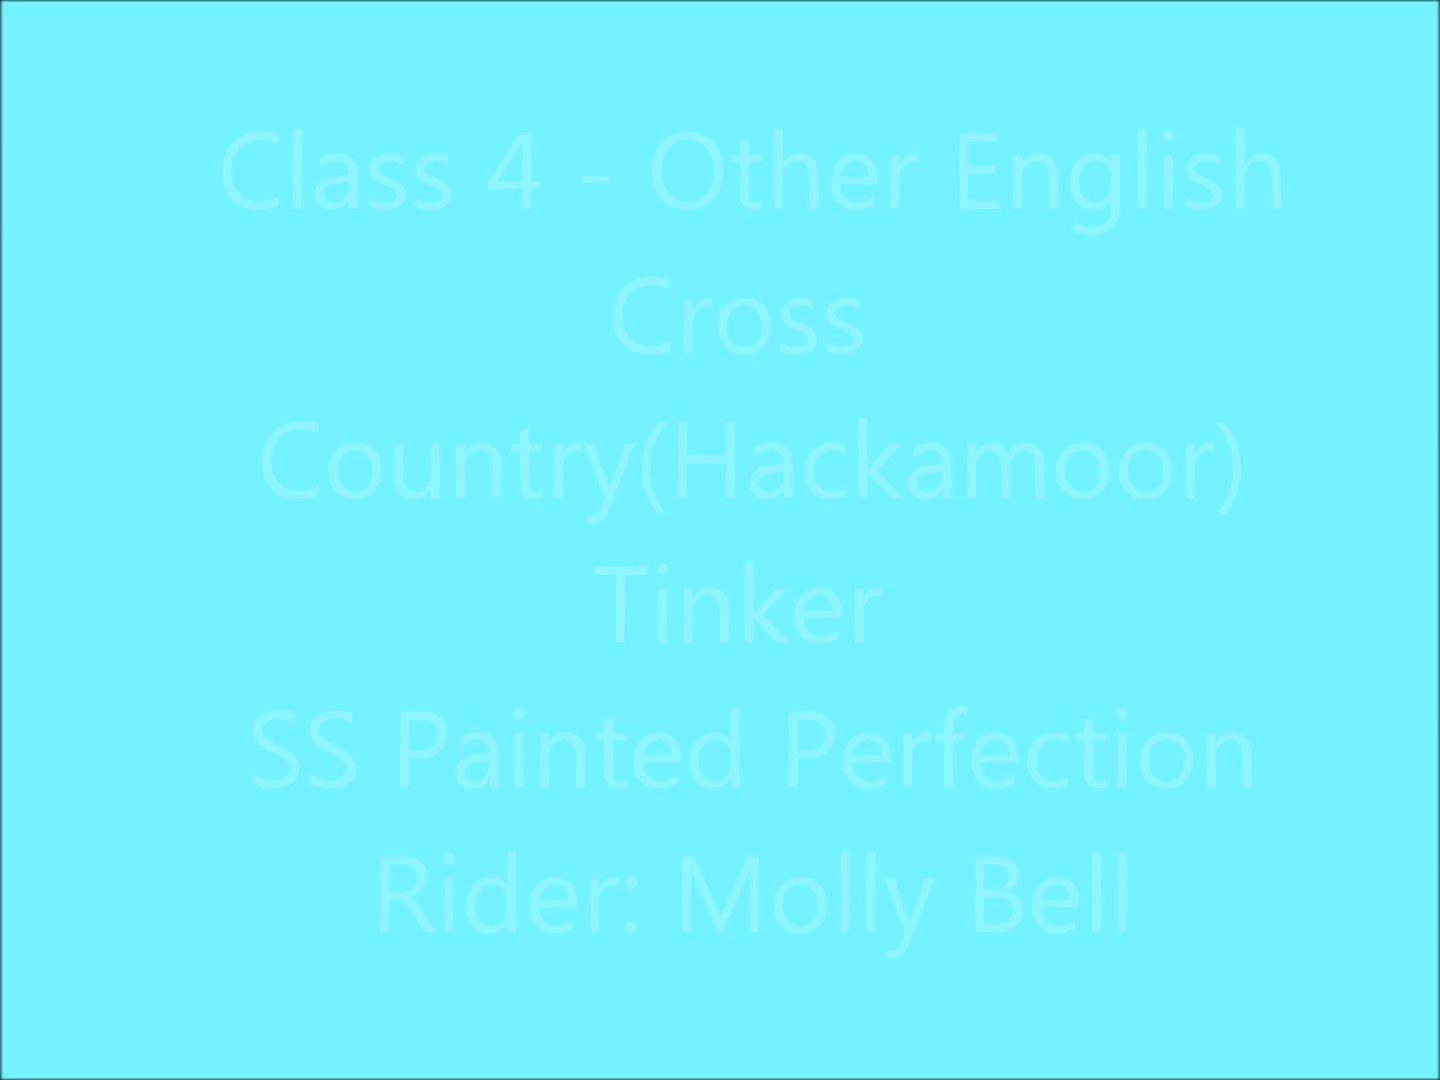 Class 4 - Other English
Cross
Country(Hackamoor)
Tinker
SS Painted Perfection
Rider: Molly Bell